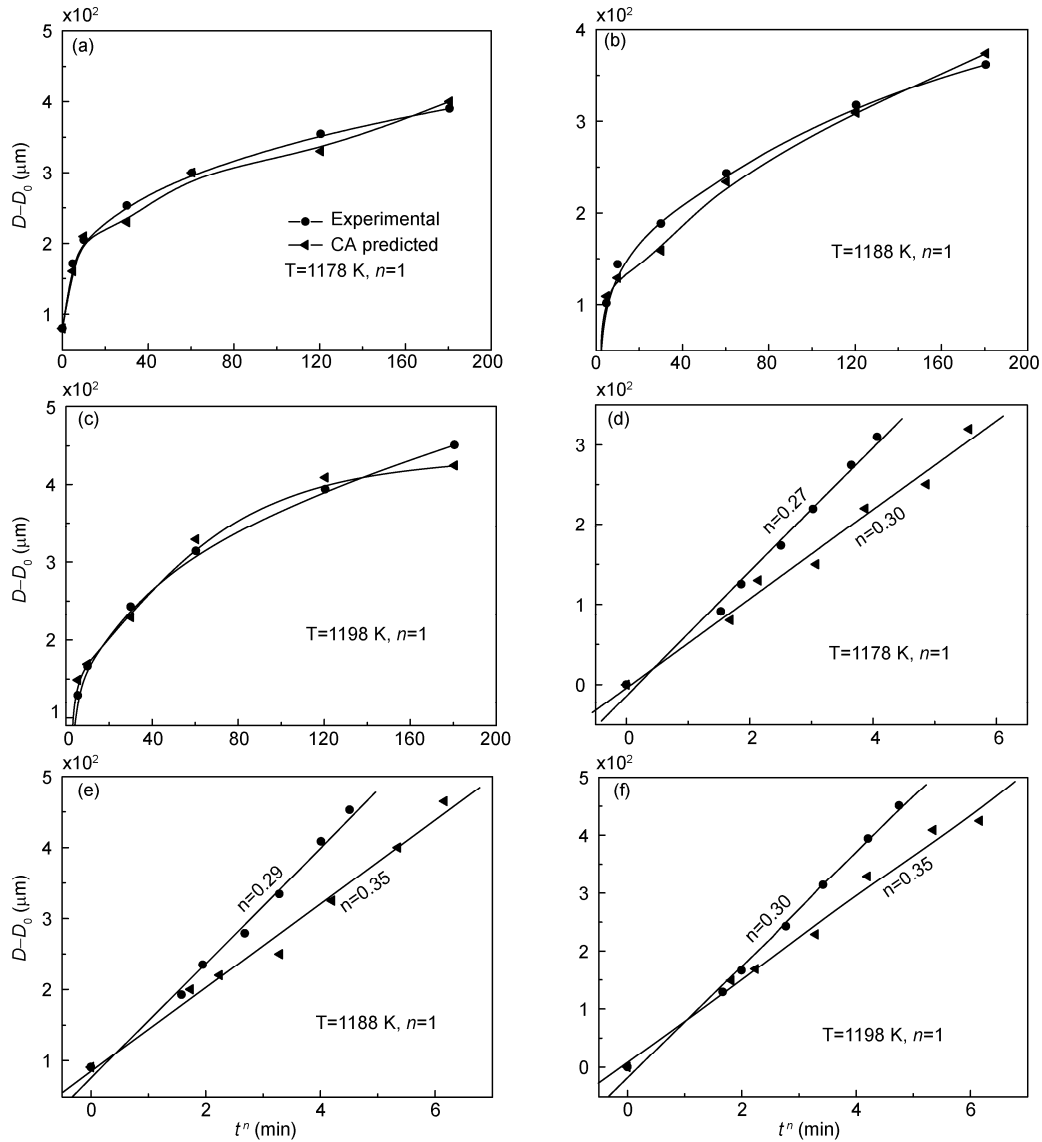 x10²
(a)
5
4
3
2
1
D–D₀ (μm)
Experimental
CA predicted
T=1178 K, n=1
0 40 80 120 160 200
x10²
(b)
4
3
2
1
T=1188 K, n=1
0 40 80 120 160 200
x10²
(c)
5
4
3
2
1
D–D₀ (μm)
T=1198 K, n=1
0 40 80 120 160 200
x10²
(d)
3
2
1
0
n=0.27
n=0.30
T=1178 K, n=1
0 2 4 6
x10²
(e)
5
4
3
2
1
D–D₀ (μm)
n=0.29
n=0.35
T=1188 K, n=1
0 2 4 6
tⁿ (min)
x10²
(f)
5
4
3
2
1
0
n=0.30
n=0.35
T=1198 K, n=1
0 2 4 6
tⁿ (min)